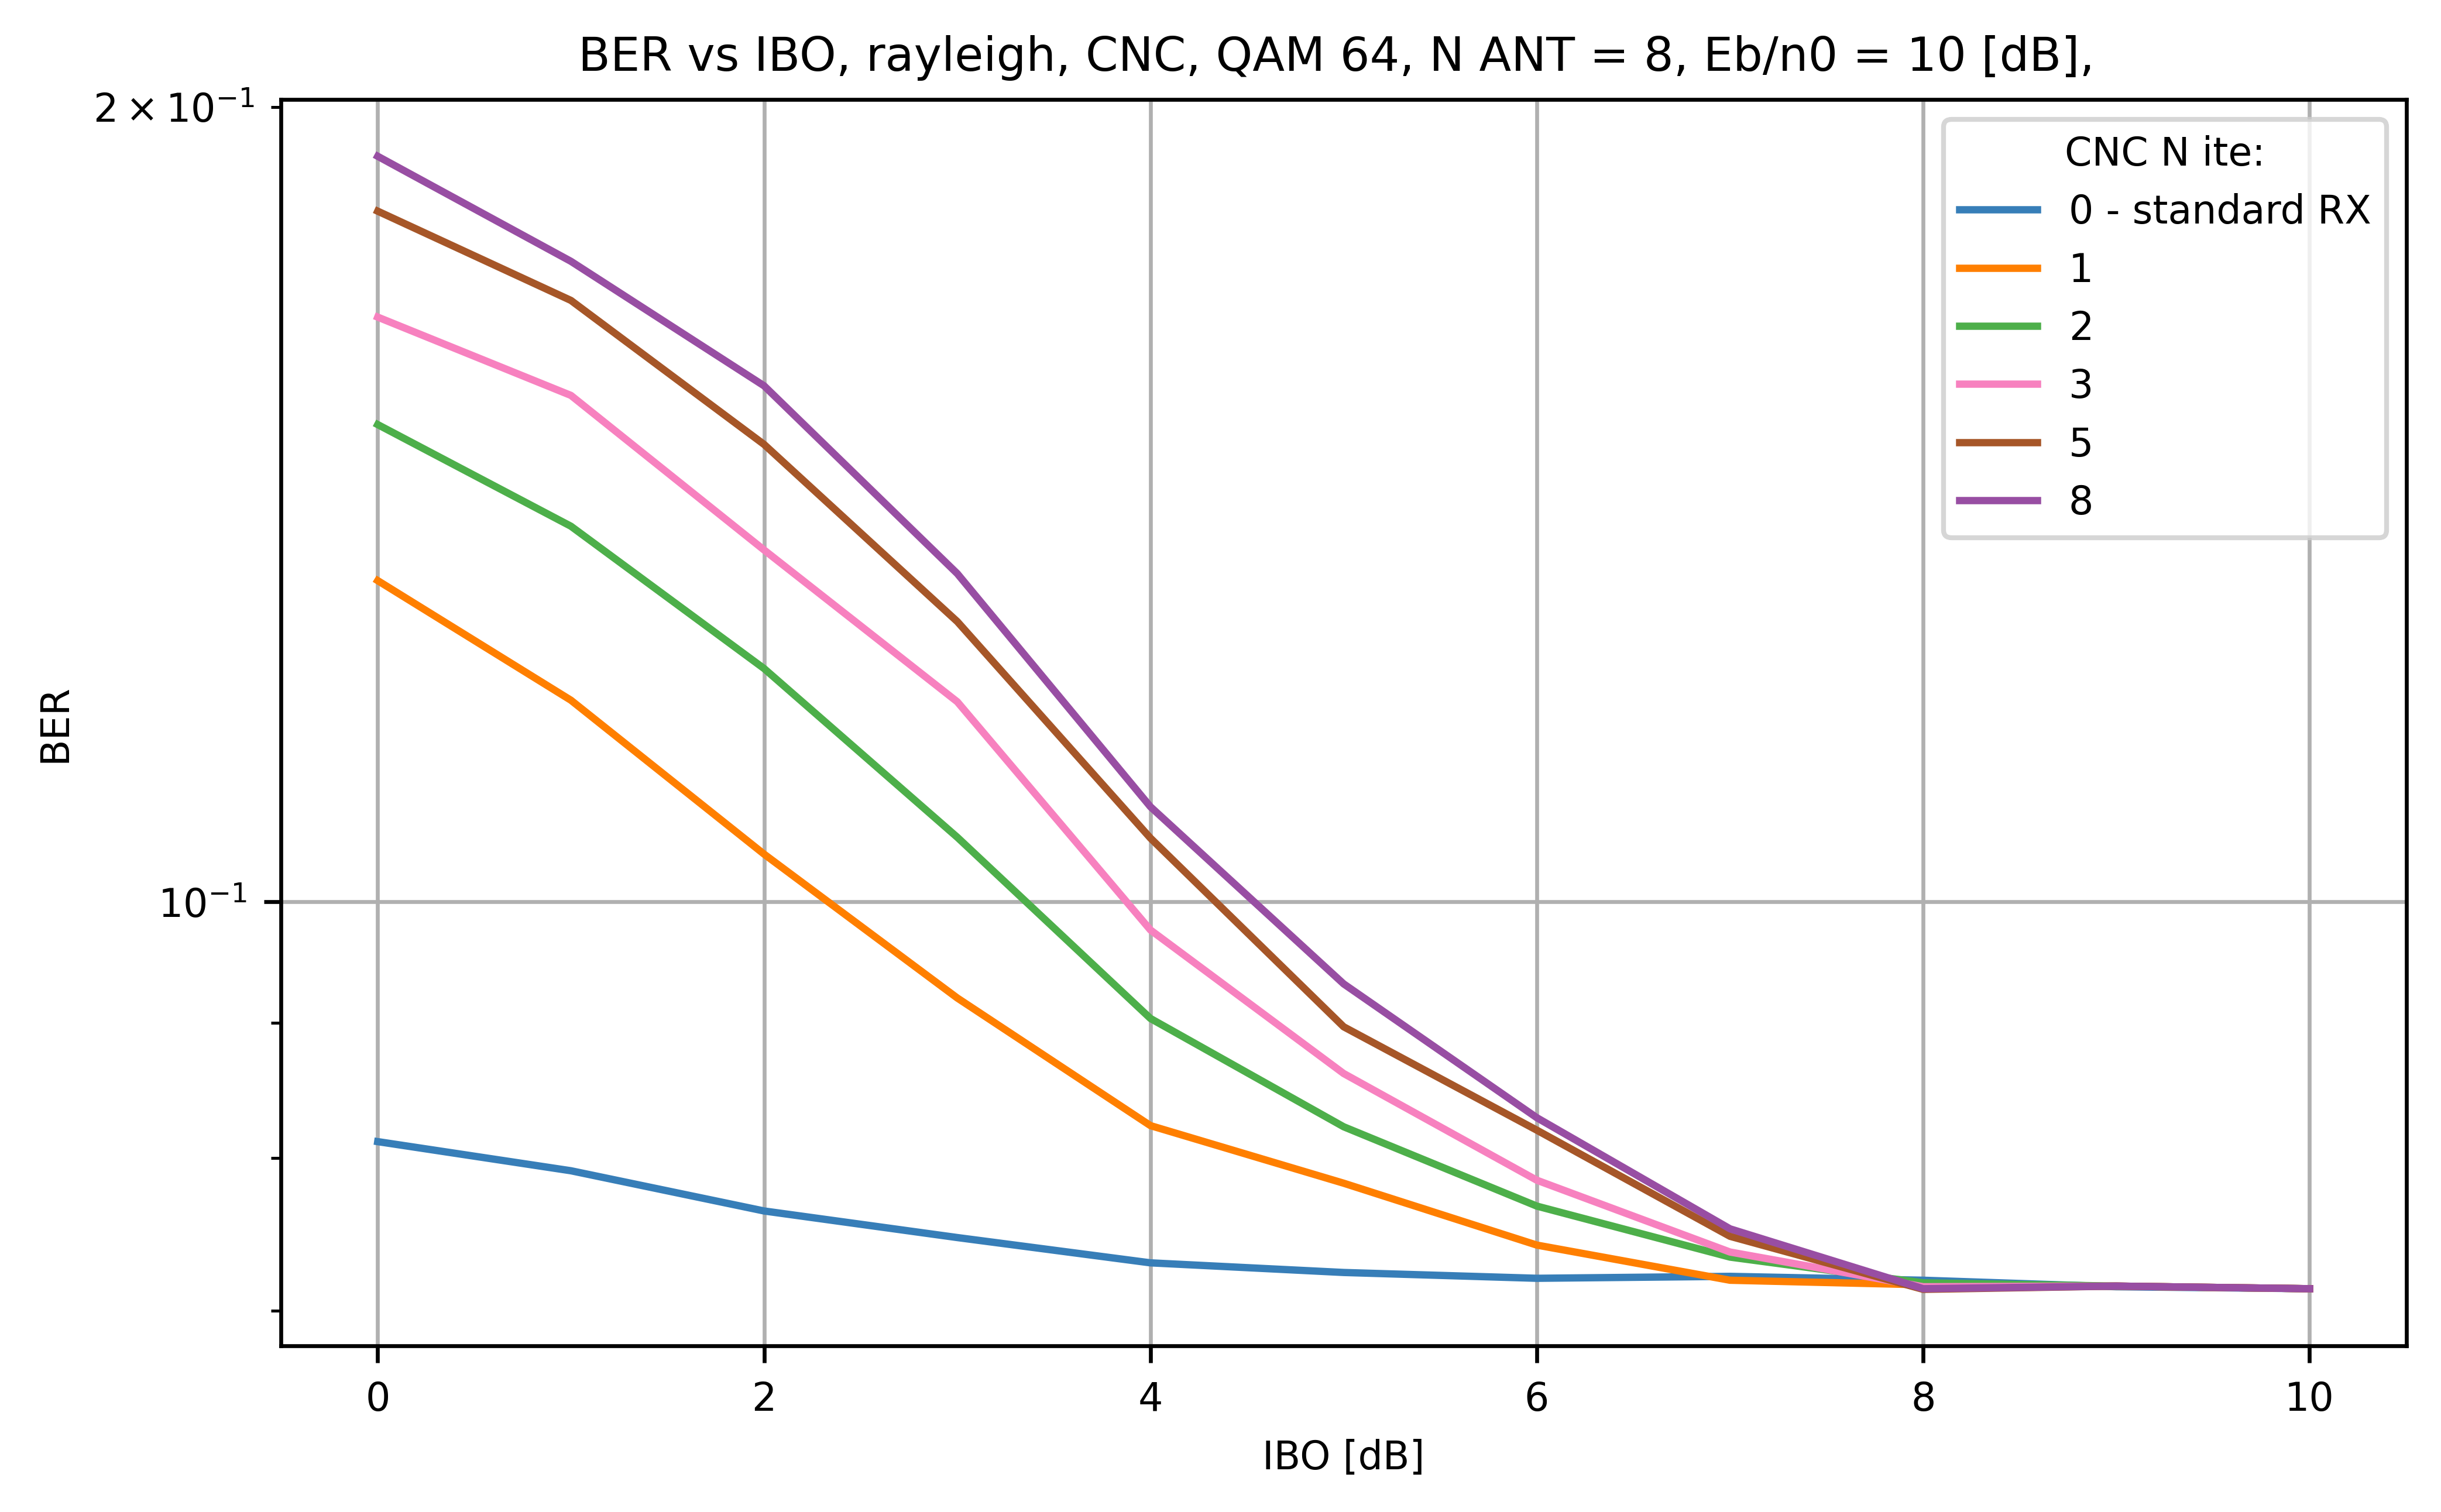 BER vs IBO, rayleigh, CNC, QAM 64, N ANT = 8, Eb/n0 = 10 [dB],
2 × 10⁻¹
10⁻¹
BER
CNC N ite:
0 - standard RX
1
2
3
5
8
0 2 4 6 8 10
IBO [dB]